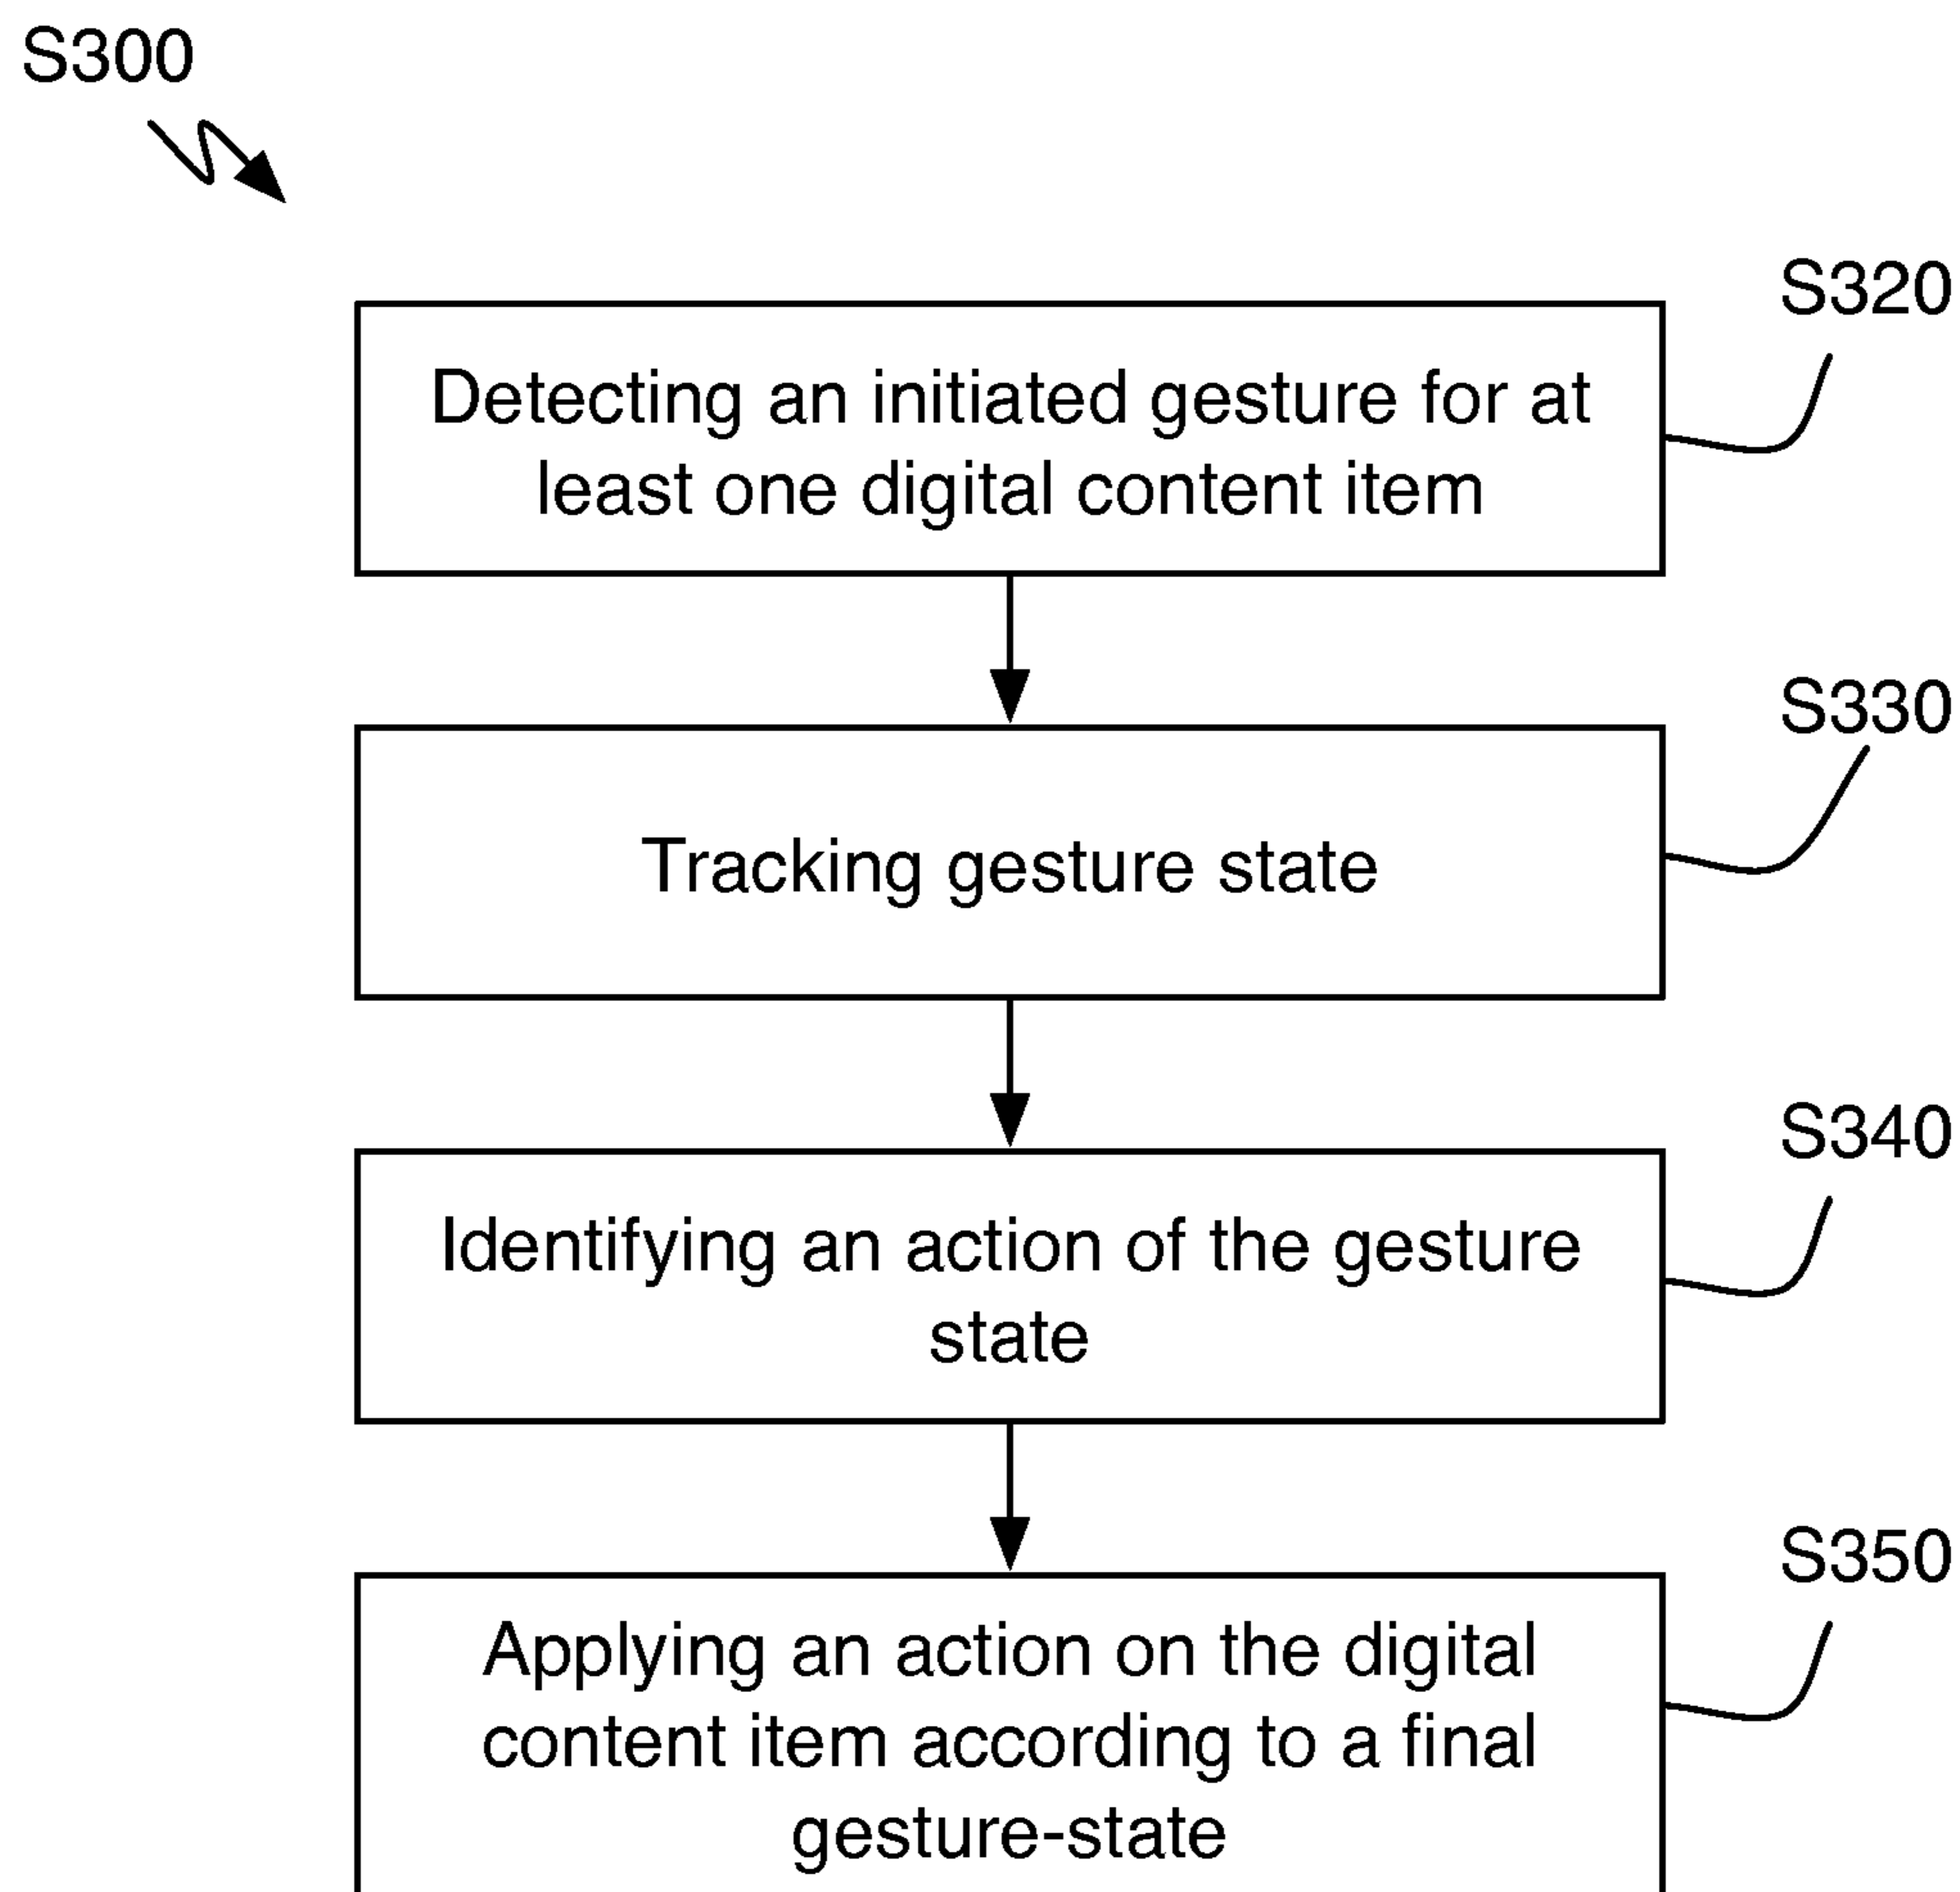 S300
S320
Detecting an initiated gesture for at
least one digital content item
S330
Tracking gesture state
S340
Identifying an action of the gesture
state
S350
Applying an action on the digital
content item according to a final
gesture-state